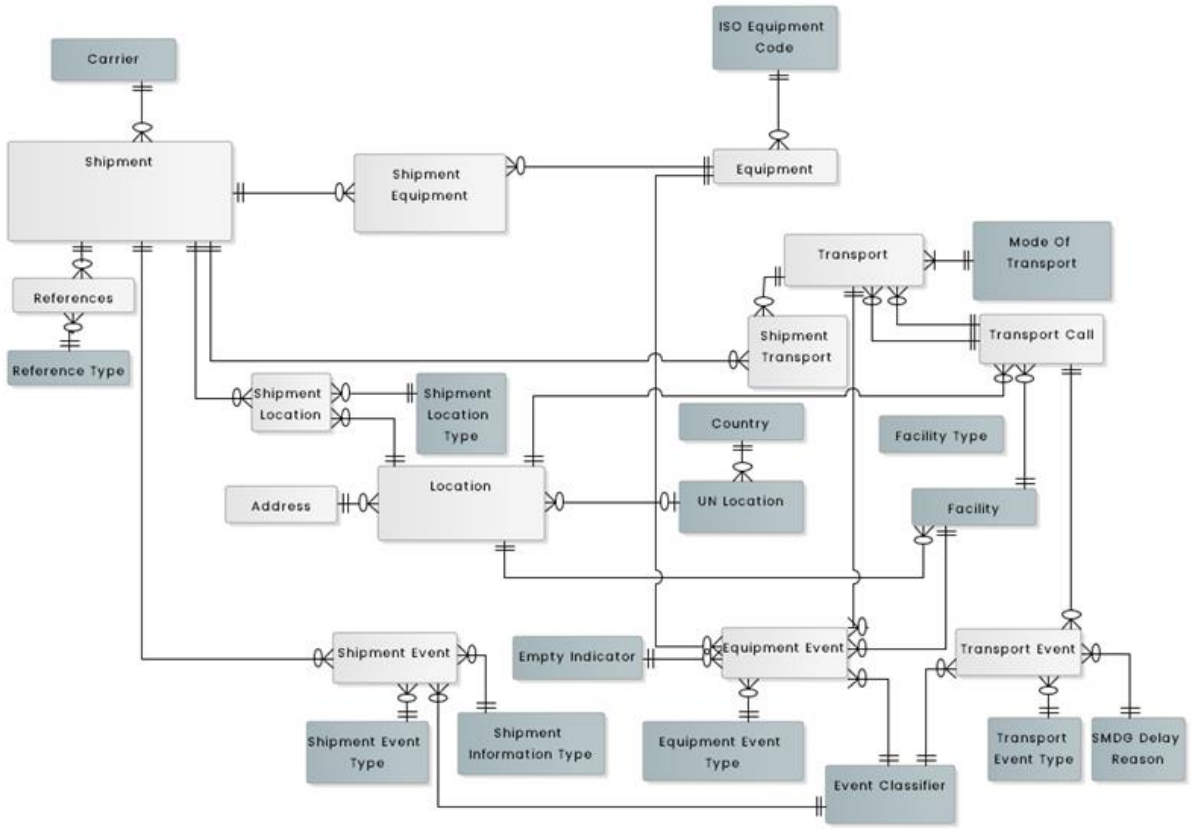 ISO Equipment
Code
Carrier
Shipment
Shipment
Equipment
Equipment
Transport
Mode Of
Transport
References
Shipment
Transport
Transport Call
Reference Type
Shipment
Location
Shipment
Location
Type
Country
Facility Type
Location
Address
UN Location
Facility
Shipment Event
Empty Indicator
Equipment Event
Transport Event
Shipment Event
Type
Shipment
Information Type
Equipment Event
Type
Transport
Event Type
SMDG Delay
Reason
Event Classifier